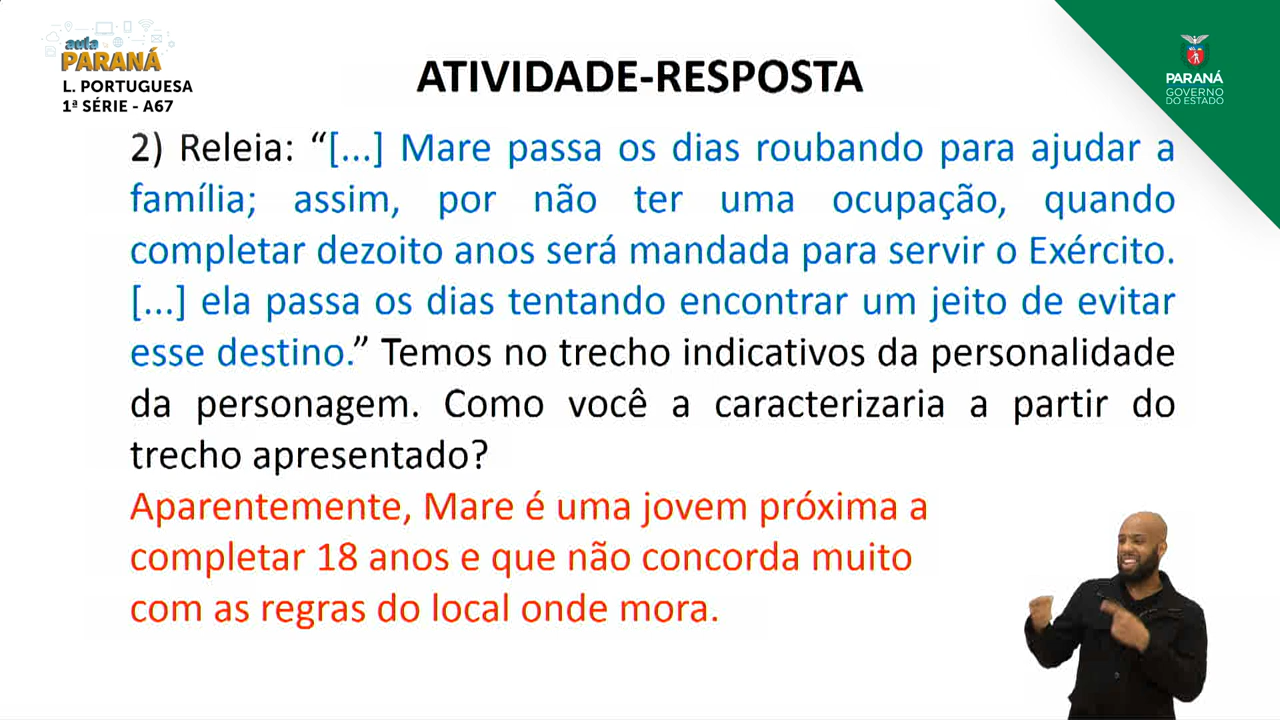 aula
PARANÁ
L. PORTUGUESA
1ª SÉRIE - A67
ATIVIDADE-RESPOSTA
PARANÁ
GOVERNO
DO ESTADO
2) Releia: “[...] Mare passa os dias roubando para ajudar a
família; assim, por não ter uma ocupação, quando
completar dezoito anos será mandada para servir o Exército.
[...] ela passa os dias tentando encontrar um jeito de evitar
esse destino.” Temos no trecho indicativos da personalidade
da personagem. Como você a caracterizaria a partir do
trecho apresentado?
Aparentemente, Mare é uma jovem próxima a
completar 18 anos e que não concorda muito
com as regras do local onde mora.